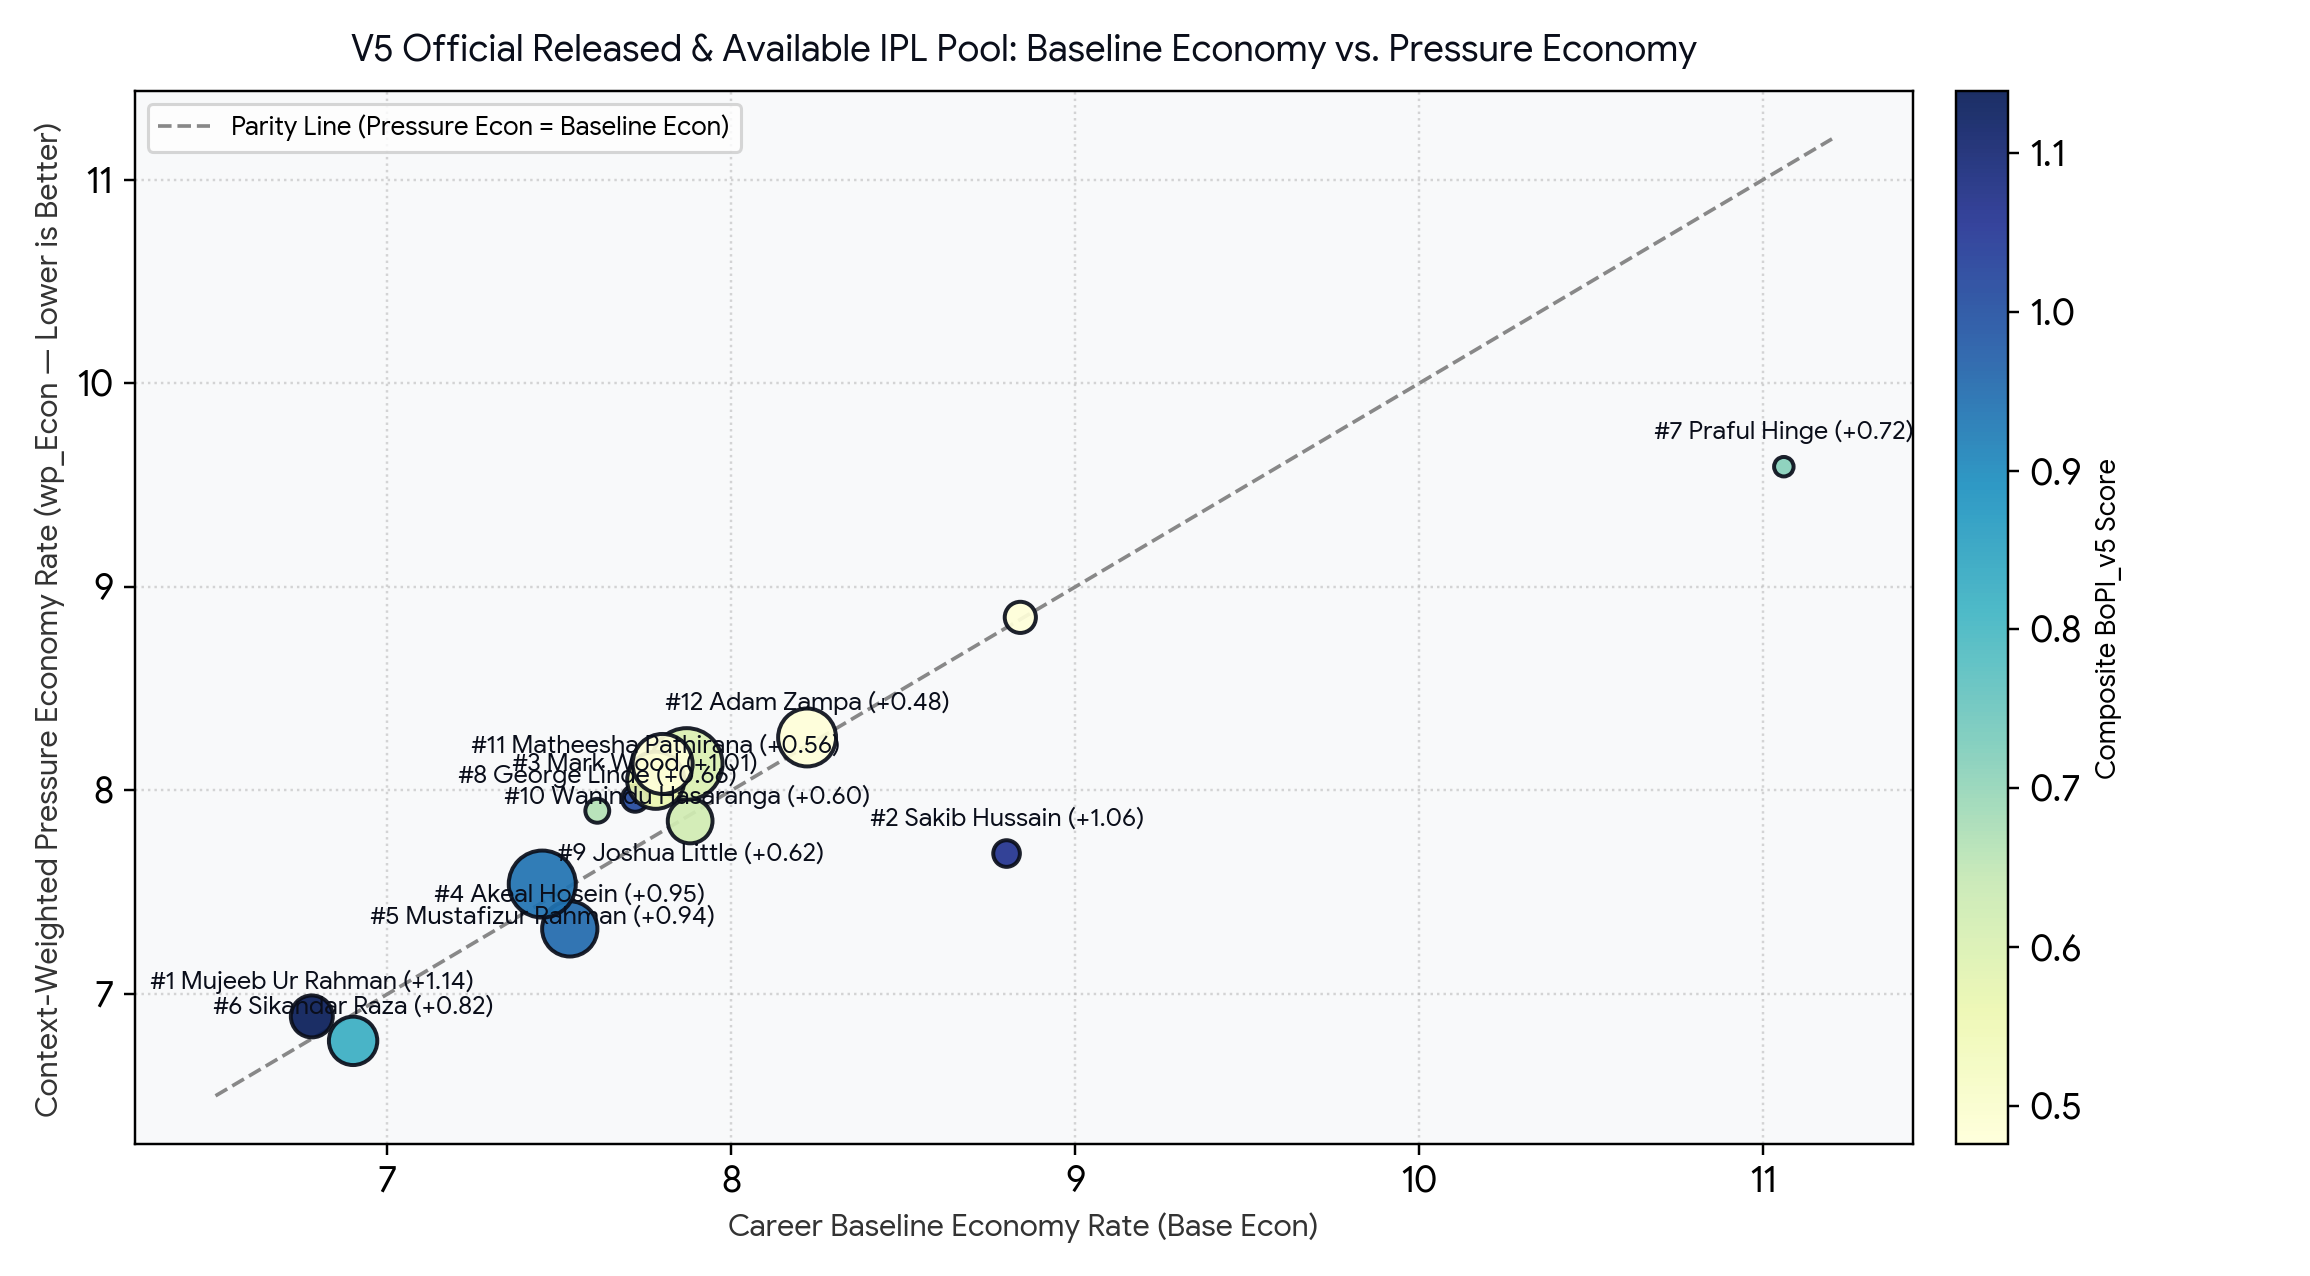 V5 Official Released & Available IPL Pool: Baseline Economy vs. Pressure Economy
Parity Line (Pressure Econ = Baseline Econ)
Context-Weighted Pressure Economy Rate (wp_Econ — Lower is Better)
11
10
9
8
7
#7 Praful Hinge (+0.72)
#12 Adam Zampa (+0.48)
#11 Matheesha Pathirana (+0.56)
#3 Mark Wood (+1.01)
#8 George Linde (+0.66)
#10 Wanindu Hasaranga (+0.60)
#2 Sakib Hussain (+1.06)
#9 Joshua Little (+0.62)
#4 Akeal Hosein (+0.95)
#5 Mustafizur Rahman (+0.94)
#1 Mujeeb Ur Rahman (+1.14)
#6 Sikandar Raza (+0.82)
7
8
9
10
11
Career Baseline Economy Rate (Base Econ)
1.1
1.0
0.9
0.8
0.7
0.6
0.5
Composite BoPI_v5 Score